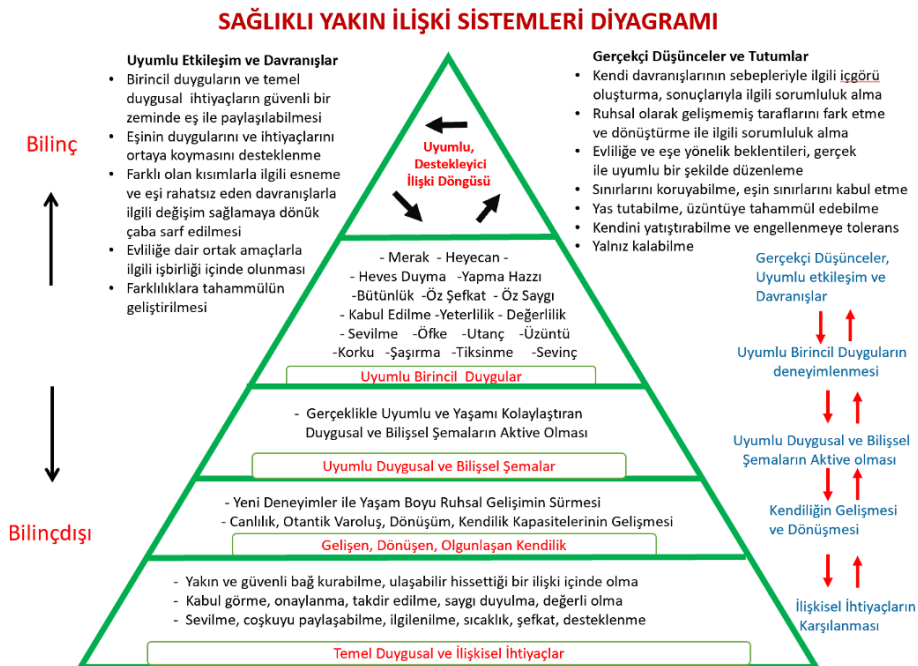 SAĞLIKLI YAKIN İLİŞKİ SİSTEMLERİ DİYAGRAMI
Uyumlu Etkileşim ve Davranışlar
• Birincil duyguların ve temel
duygusal ihtiyaçların güvenli bir
zeminde eş ile paylaşılabilmesi
• Eşinin duygularını ve ihtiyaçlarını
ortaya koymasını desteklenme
• Farklı olan kısımlarla ilgili esneme
ve eşi rahatsız eden davranışlarla
ilgili değişim sağlamaya dönük
çaba sarf edilmesi
• Evliliğe dair ortak amaçlarla
ilgili işbirliği içinde olunması
• Farklılıklara tahammülün
geliştirilmesi
Gerçekçi Düşünceler ve Tutumlar
• Kendi davranışlarının sebepleriyle ilgili içgörü
oluşturma, sonuçlarıyla ilgili sorumluluk alma
• Ruhsal olarak gelişmemiş taraflarını fark etme
ve dönüştürme ile ilgili sorumluluk alma
• Evliliğe ve eşe yönelik beklentileri, gerçek
ile uyumlu bir şekilde düzenleme
• Sınırlarını koruyabilme, eşin sınırlarını kabul etme
• Yas tutabilme, üzüntüye tahammül edebilme
• Kendini yatıştırabilme ve engellenmeye tolerans
• Yalnız kalabilme
Bilinç
Bilinçdışı
Uyumlu,
Destekleyici
İlişki Döngüsü
- Merak - Heyecan -
- Heves Duyma -Yapma Hazzı
-Bütünlük -Öz Şefkat - Öz Saygı
- Kabul Edilme -Yeterlilik - Değerlilik
- Sevilme -Öfke -Utanç -Üzüntü
-Korku -Şaşırma -Tiksinme -Sevinç
Uyumlu Birincil Duygular
- Gerçeklikle Uyumlu ve Yaşamı Kolaylaştıran
Duygusal ve Bilişsel Şemaların Aktive Olması
Uyumlu Duygusal ve Bilişsel Şemalar
- Yeni Deneyimler ile Yaşam Boyu Ruhsal Gelişimin Sürmesi
- Canlılık, Otantik Varoluş, Dönüşüm, Kendilik Kapasitelerinin Gelişmesi
Gelişen, Dönüşen, Olgunlaşan Kendilik
- Yakın ve güvenli bağ kurabilme, ulaşabilir hissettiği bir ilişki içinde olma
- Kabul görme, onaylanma, takdir edilme, saygı duyulma, değerli olma
- Sevilme, coşkuyu paylaşabilme, ilgilenilme, sıcaklık, şefkat, desteklenme
Temel Duygusal ve İlişkisel İhtiyaçlar
Gerçekçi Düşünceler,
Uyumlu etkileşim ve
Davranışlar
Uyumlu Birincil Duyguların
deneyimlenmesi
Uyumlu Duygusal ve Bilişsel
Şemaların Aktive olması
Kendiliğin Gelişmesi
ve Dönüşmesi
İlişkisel İhtiyaçların
Karşılanması